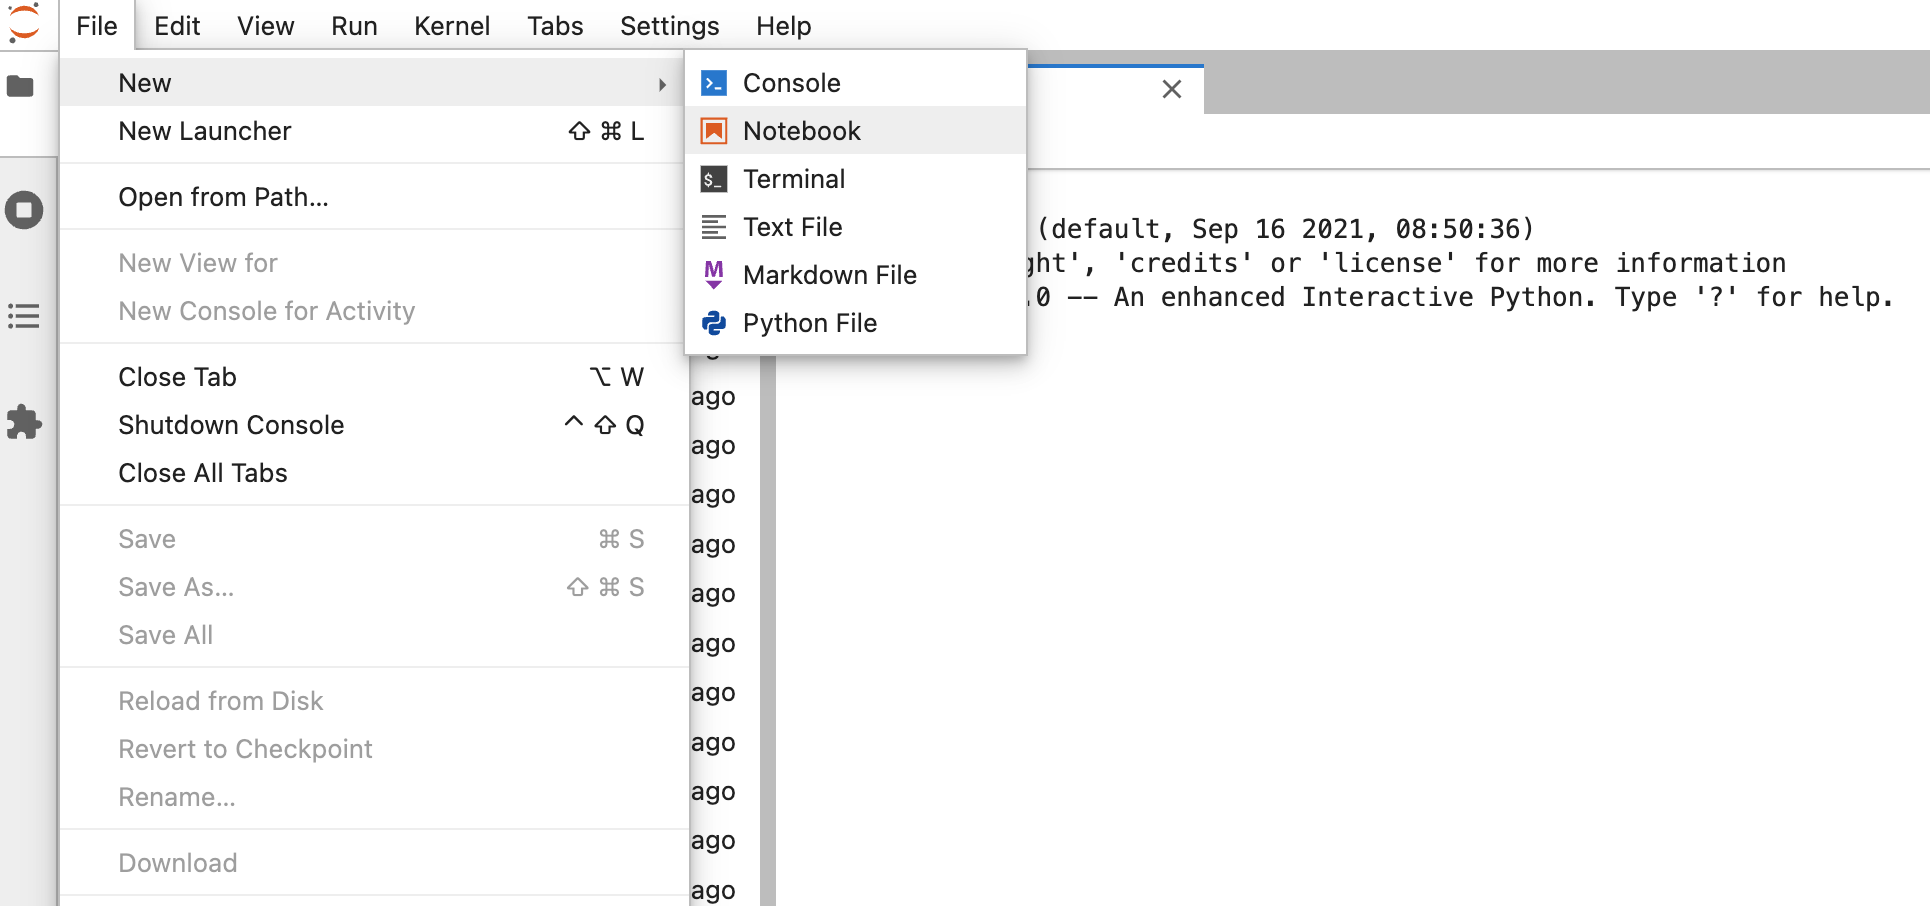 File Edit View Run Kernel Tabs Settings Help
New
New Launcher ⇧ ⌘ L
Open from Path...
New View for
New Console for Activity
Close Tab ⌥ W
Shutdown Console ^ ⇧ Q
Close All Tabs
Save ⌘ S
Save As... ⇧ ⌘ S
Save All
Reload from Disk
Revert to Checkpoint
Rename...
Download
Console
Notebook
$_ Terminal
Text File
M Markdown File
Python File
ago
ago
ago
ago
ago
ago
ago
ago
ago
ago
ago
(default, Sep 16 2021, 08:50:36)
ght', 'credits' or 'license' for more information
.0 -- An enhanced Interactive Python. Type '?' for help.